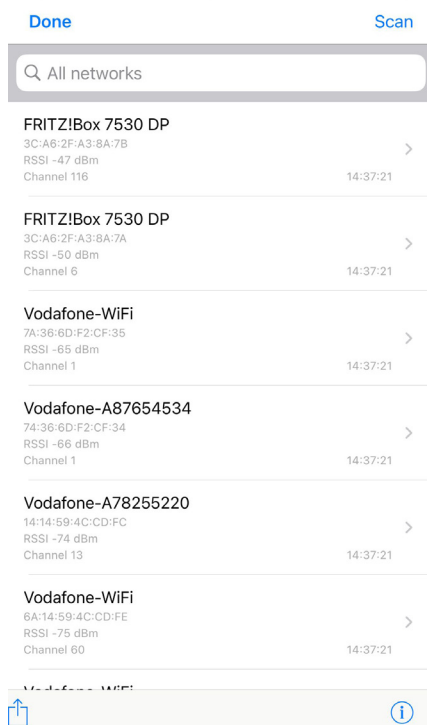 Done Scan
All networks
FRITZ!Box 7530 DP
3C:A6:2F:A3:8A:7B
RSSI -47 dBm
Channel 116 14:37:21
FRITZ!Box 7530 DP
3C:A6:2F:A3:8A:7A
RSSI -50 dBm
Channel 6 14:37:21
Vodafone-WiFi
7A:36:6D:F2:CF:35
RSSI -65 dBm
Channel 1 14:37:21
Vodafone-A87654534
74:36:6D:F2:CF:34
RSSI -66 dBm
Channel 1 14:37:21
Vodafone-A78255220
14:14:59:4C:CD:FC
RSSI -74 dBm
Channel 13 14:37:21
Vodafone-WiFi
6A:14:59:4C:CD:FE
RSSI -75 dBm
Channel 60 14:37:21
Vodafone-WiFi